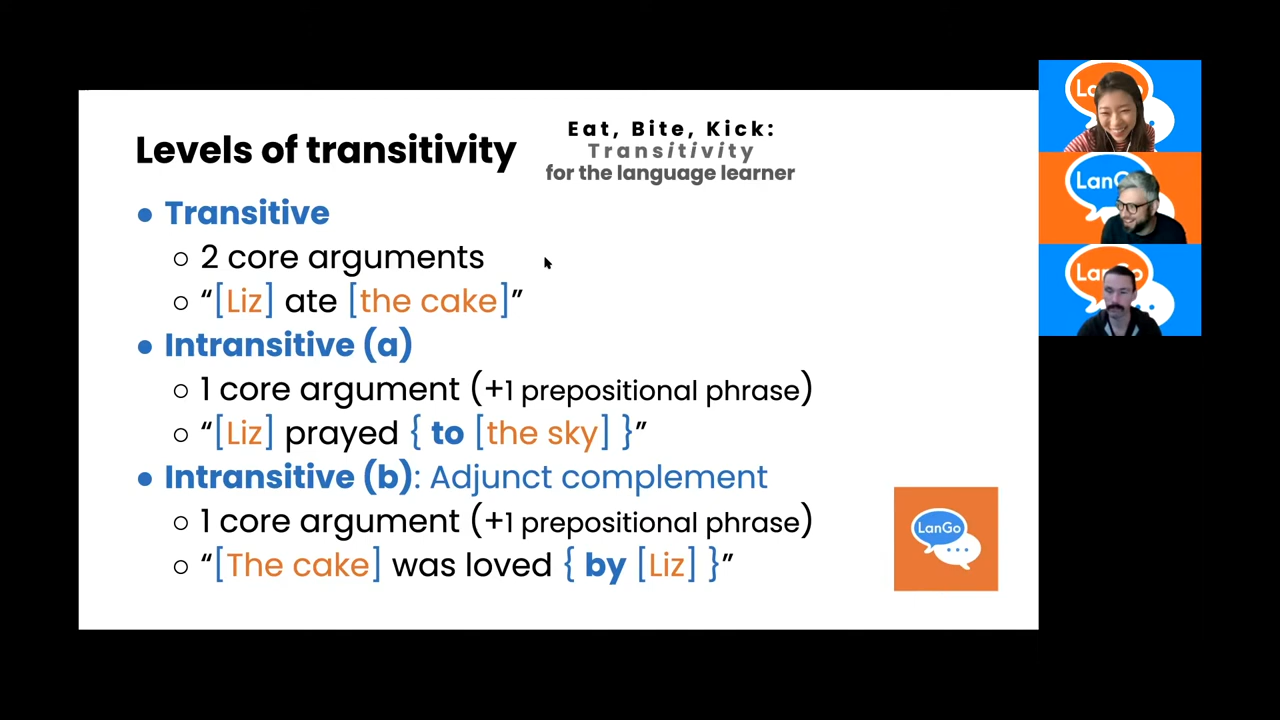 Levels of transitivity
Eat, Bite, Kick:
Transitivity
for the language learner
● Transitive
○ 2 core arguments
○ “[Liz] ate [the cake]”
● Intransitive (a)
○ 1 core argument (+1 prepositional phrase)
○ “[Liz] prayed { to [the sky] }”
● Intransitive (b): Adjunct complement
○ 1 core argument (+1 prepositional phrase)
○ “[The cake] was loved { by [Liz] }”
LanGo